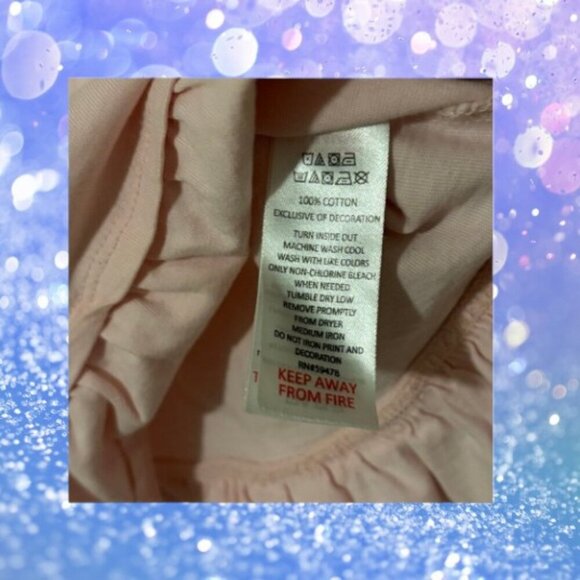 100% COTTON
EXCLUSIVE OF DECORATION
TURN INSIDE OUT
MACHINE WASH COOL
WASH WITH LIKE COLORS
ONLY NON-CHLORINE BLEACH
WHEN NEEDED
TUMBLE DRY LOW
REMOVE PROMPTLY
FROM DRYER
MEDIUM IRON
DO NOT IRON PRINT AND
DECORATION
RN#59476
KEEP AWAY
FROM FIRE